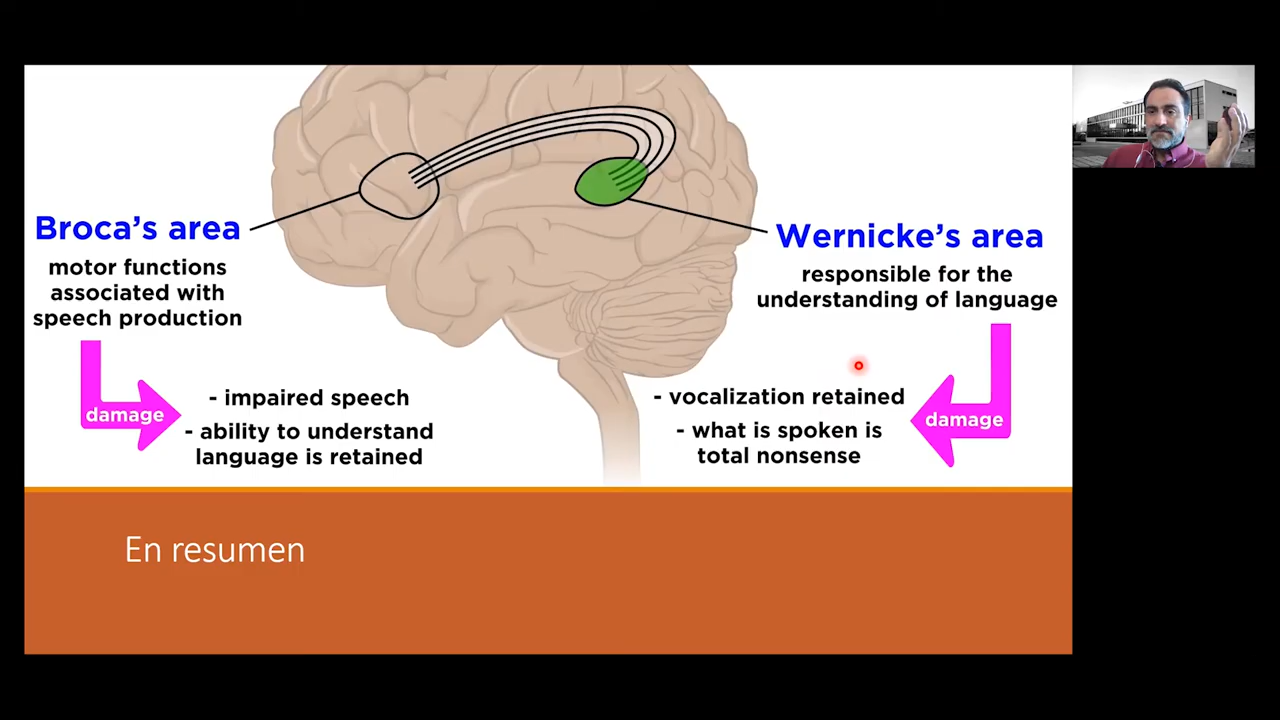 Broca's area
motor functions
associated with
speech production
damage
- impaired speech
- ability to understand
language is retained
Wernicke's area
responsible for the
understanding of language
damage
- vocalization retained
- what is spoken is
total nonsense
En resumen